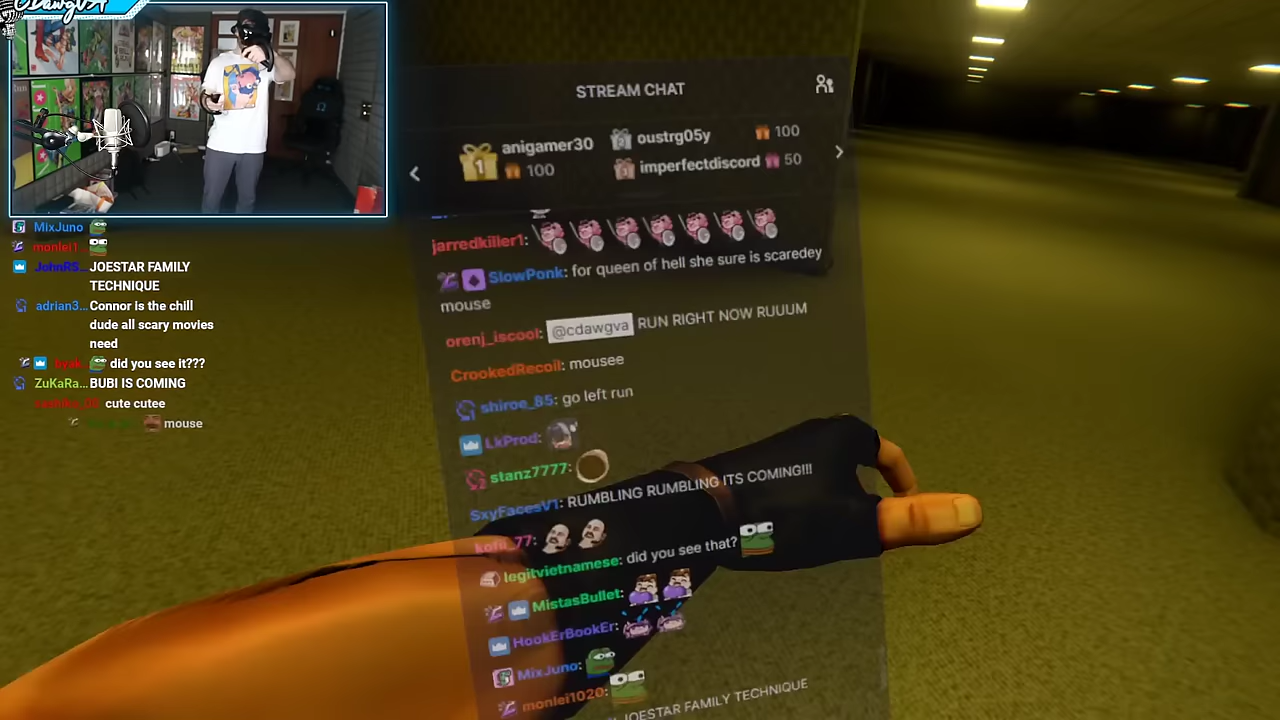 CDawgVA
MixJuno
monlei1
JohnRS... JOESTAR FAMILY
TECHNIQUE
adrian3... Connor is the chill
dude all scary movies
need
byak did you see it???
ZuKaRa... BUBI IS COMING
cute cutee
mouse
STREAM CHAT
anigamer30
100
oustrg05y 100
imperfectdiscord 50
jarredkiller1:
SlowPonk: for queen of hell she sure is scaredey
mouse
orenj_iscool: @cdawgva RUN RIGHT NOW RUUUM
CrookedRecoil: mousee
shiroe_85: go left run
LkProd:
stanz7777:
SxyFacesV1: RUMBLING RUMBLING ITS COMING!!!
kofu_77:
legitvietnamese: did you see that?
MistasBullet:
HookErBookEr:
MixJuno:
monlei1020:
JOESTAR FAMILY TECHNIQUE